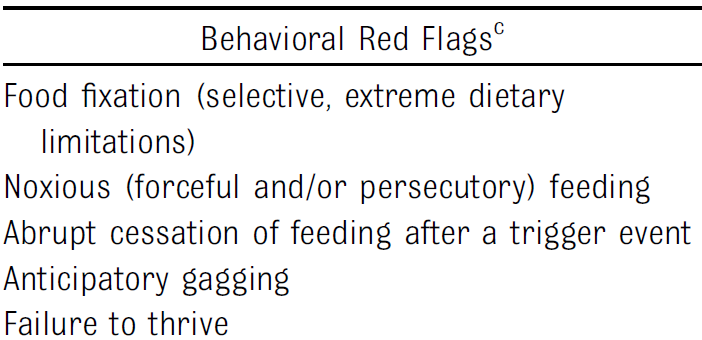 Behavioral Red Flagsᶜ
Food fixation (selective, extreme dietary
limitations)
Noxious (forceful and/or persecutory) feeding
Abrupt cessation of feeding after a trigger event
Anticipatory gagging
Failure to thrive